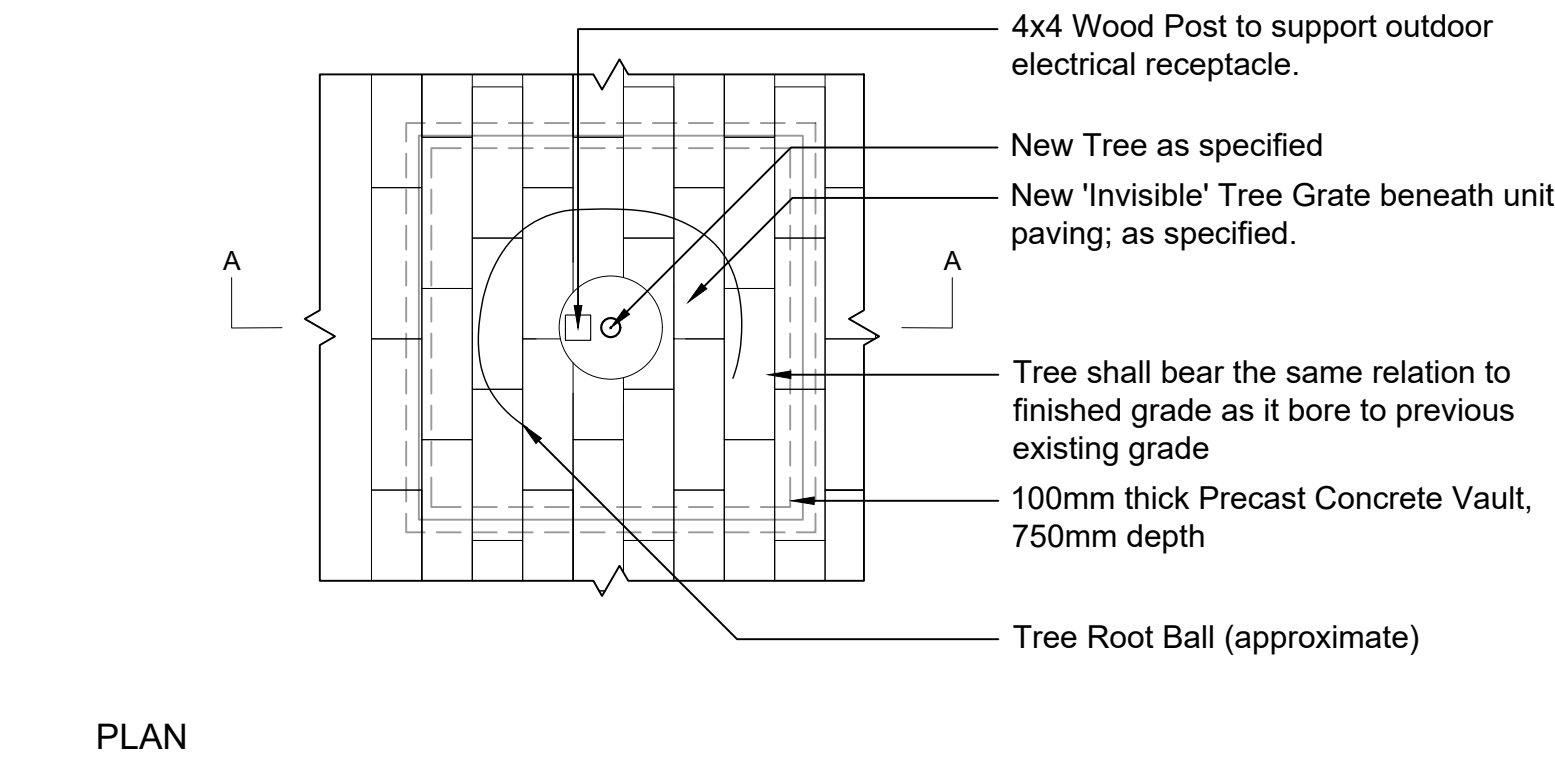 4x4 Wood Post to support outdoor
electrical receptacle.
New Tree as specified
New 'Invisible' Tree Grate beneath unit
paving; as specified.
A
A
Tree shall bear the same relation to
finished grade as it bore to previous
existing grade
100mm thick Precast Concrete Vault,
750mm depth
Tree Root Ball (approximate)
PLAN